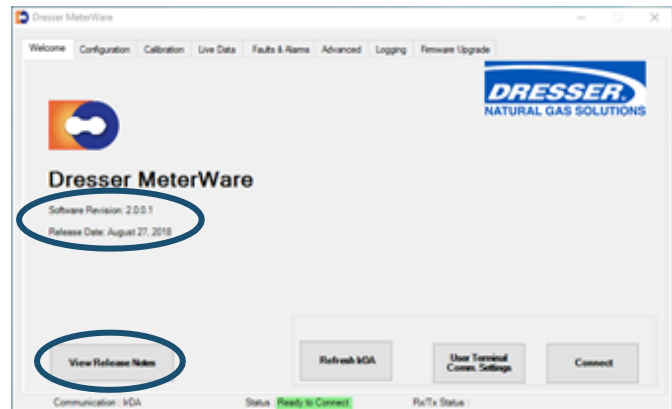 Dresser MeterWare
Welcome Configuration Calibration Live Data Faults & Alarms Advanced Logging Firmware Upgrade
DRESSER
NATURAL GAS SOLUTIONS
Dresser MeterWare
Software Revision: 2.0.0.1
Release Date: August 27, 2018
View Release Notes Refresh IrDA User Terminal Comm. Settings Connect
Communication : IrDA Status : Ready to Connect Rx/Tx Status :